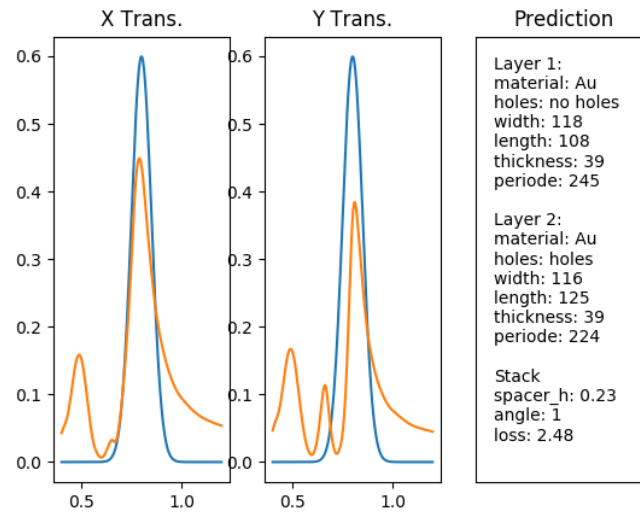 X Trans.
0.6
0.5
0.4
0.3
0.2
0.1
0.0
0.5
1.0
Y Trans.
0.6
0.5
0.4
0.3
0.2
0.1
0.0
0.5
1.0
Prediction
Layer 1:
material: Au
holes: no holes
width: 118
length: 108
thickness: 39
periode: 245
Layer 2:
material: Au
holes: holes
width: 116
length: 125
thickness: 39
periode: 224
Stack
spacer_h: 0.23
angle: 1
loss: 2.48